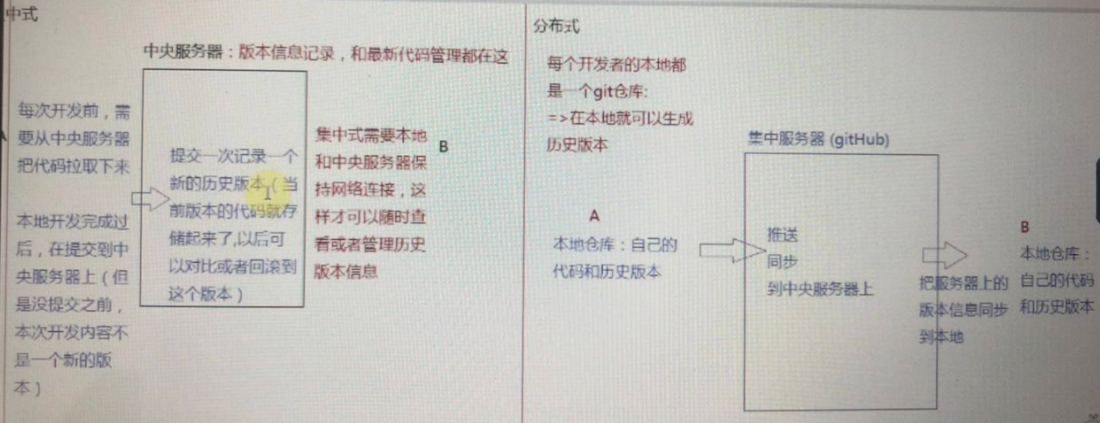 中式
中央服务器：版本信息记录，和最新代码管理都在这
每次开发前，需
要从中央服务器
把代码拉取下来
本地开发完成过
后，在提交到中
央服务器上（但
是没提交之前，
本次开发内容不
是一个新的版
本）
提交一次记录一个
新的历史版本（当
前版本的代码就存
储起来了,以后可
以对比或者回滚到
这个版本）
集中式需要本地
和中央服务器保
持网络连接，这
样才可以随时查
看或者管理历史
版本信息
B
分布式
每个开发者的本地都
是一个git仓库:
=>在本地就可以生成
历史版本
A
本地仓库：自己的
代码和历史版本
集中服务器 (gitHub)
推送
同步
到中央服务器上
把服务器上的
版本信息同步
到本地
B
本地仓库：
自己的代码
和历史版本